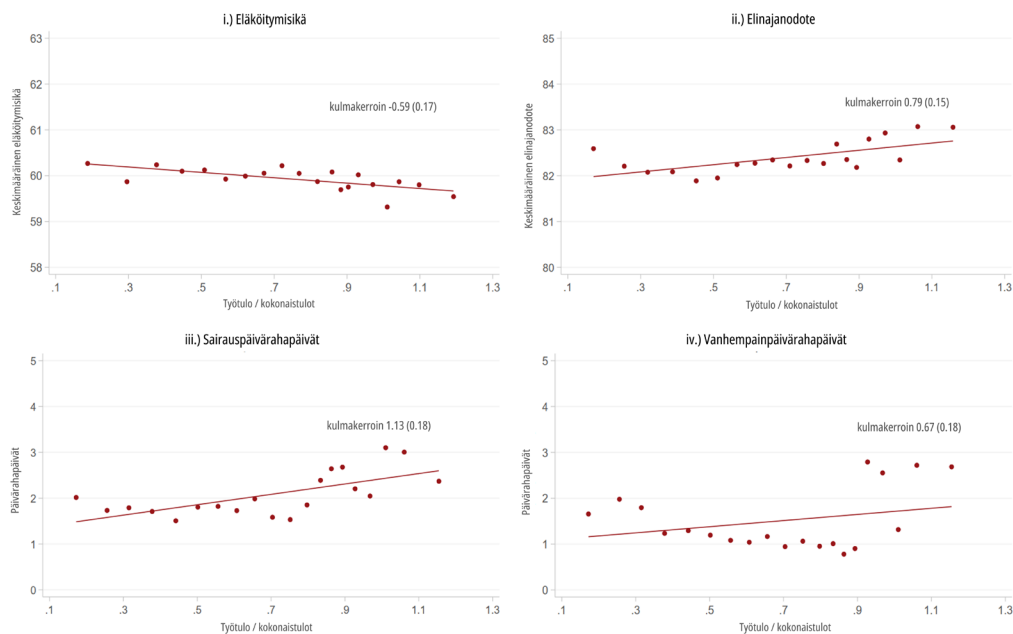 i.) Eläköitymisikä
63
62
61
60
59
58
Keskimääräinen eläköitymisikä
kulmakerroin -0.59 (0.17)
.1 .3 .5 .7 .9 1.1 1.3
Työtulo / kokonaistulot
ii.) Elinajanodote
85
84
83
82
81
80
Keskimääräinen elinajanodote
kulmakerroin 0.79 (0.15)
.1 .3 .5 .7 .9 1.1 1.3
Työtulo / kokonaistulot
iii.) Sairauspäivärahapäivät
5
4
3
2
1
0
Päivärahapäivät
kulmakerroin 1.13 (0.18)
.1 .3 .5 .7 .9 1.1 1.3
Työtulo / kokonaistulot
iv.) Vanhempainpäivärahapäivät
5
4
3
2
1
0
Päivärahapäivät
kulmakerroin 0.67 (0.18)
.1 .3 .5 .7 .9 1.1 1.3
Työtulo / kokonaistulot